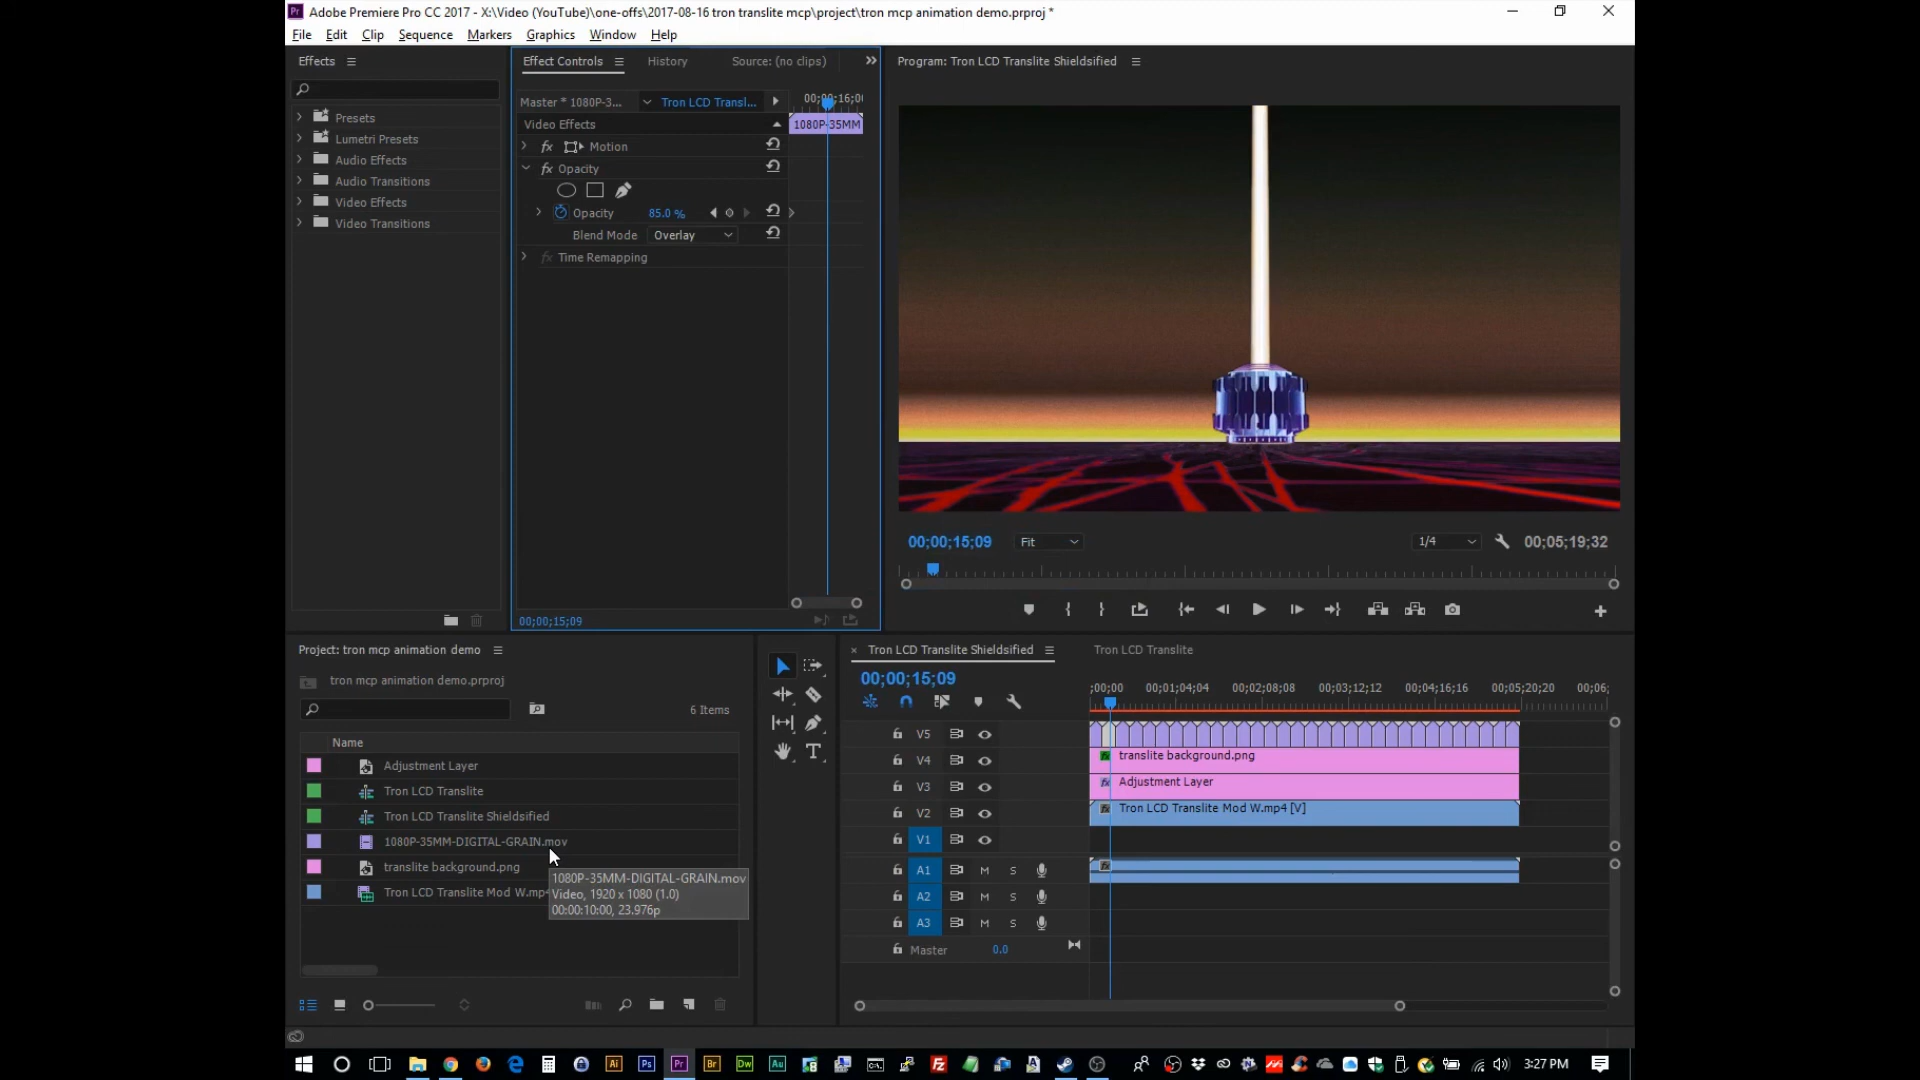 Adobe Premiere Pro CC 2017 - X:\Video (YouTube)\one-offs\2017-08-16 tron translite mcp\project\tron mcp animation demo.prproj *
File Edit Clip Sequence Markers Graphics Window Help
Effects
Presets
Lumetri Presets
Audio Effects
Audio Transitions
Video Effects
Video Transitions
Effect Controls History Source: (no clips)
Master * 1080P-3... Tron LCD Transl...
Video Effects
1080P-35MM
fx Motion
fx Opacity
Opacity 85.0 %
Blend Mode Overlay
fx Time Remapping
00;00;15;09
Program: Tron LCD Translite Shieldsified
00;00;15;09 Fit 1/4 00;05;19;32
Project: tron mcp animation demo
tron mcp animation demo.prproj
6 Items
Name
Adjustment Layer
Tron LCD Translite
Tron LCD Translite Shieldsified
1080P-35MM-DIGITAL-GRAIN.mov
translite background.png
Tron LCD Translite Mod W.mp4
1080P-35MM-DIGITAL-GRAIN.mov
Video, 1920 x 1080 (1.0)
00:00:10:00, 23.976p
T
Tron LCD Translite Shieldsified Tron LCD Translite
00;00;15;09
;00;00 00;01;04;04 00;02;08;08 00;03;12;12 00;04;16;16 00;05;20;20 00;06;
V5
V4 translite background.png
V3 Adjustment Layer
V2 Tron LCD Translite Mod W.mp4 [V]
V1
A1 M S
A2 M S
A3 M S
Master 0.0
Ai Ps Pr Br Dw Au
3:27 PM